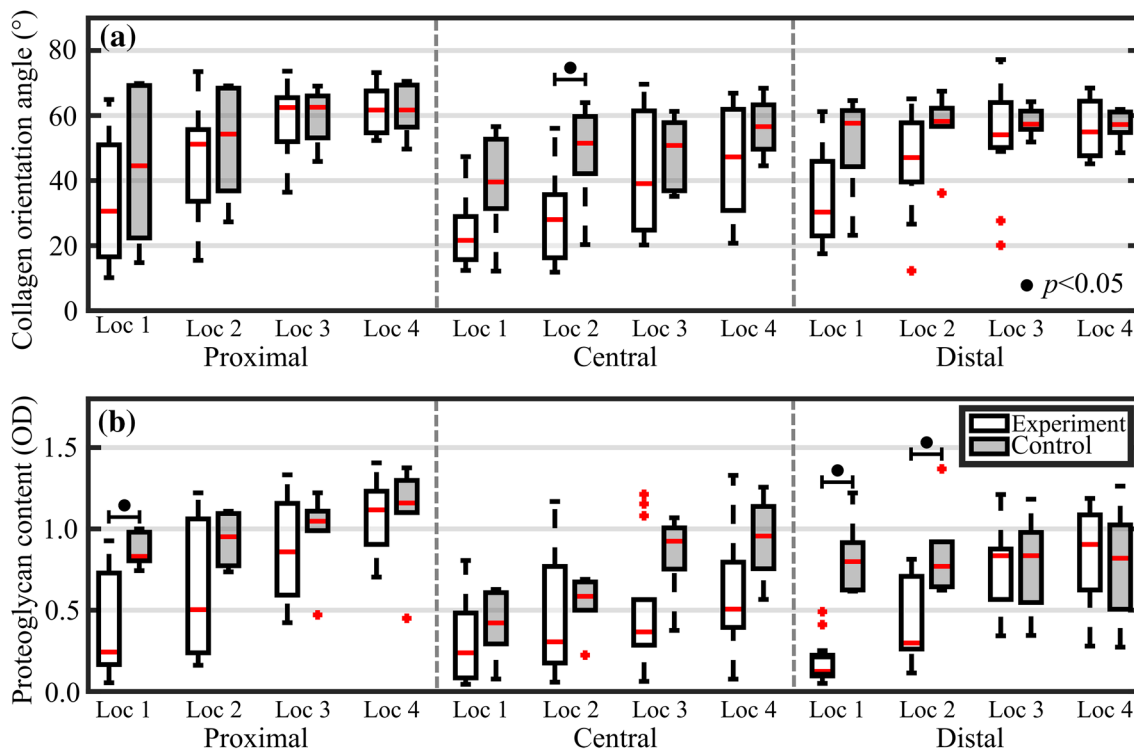 (a)
Collagen orientation angle (°)
80
60
40
20
0
p<0.05
Loc 1 Loc 2 Loc 3 Loc 4 Loc 1 Loc 2 Loc 3 Loc 4 Loc 1 Loc 2 Loc 3 Loc 4
Proximal Central Distal
(b)
Proteoglycan content (OD)
1.5
1.0
0.5
0.0
Experiment
Control
Loc 1 Loc 2 Loc 3 Loc 4 Loc 1 Loc 2 Loc 3 Loc 4 Loc 1 Loc 2 Loc 3 Loc 4
Proximal Central Distal